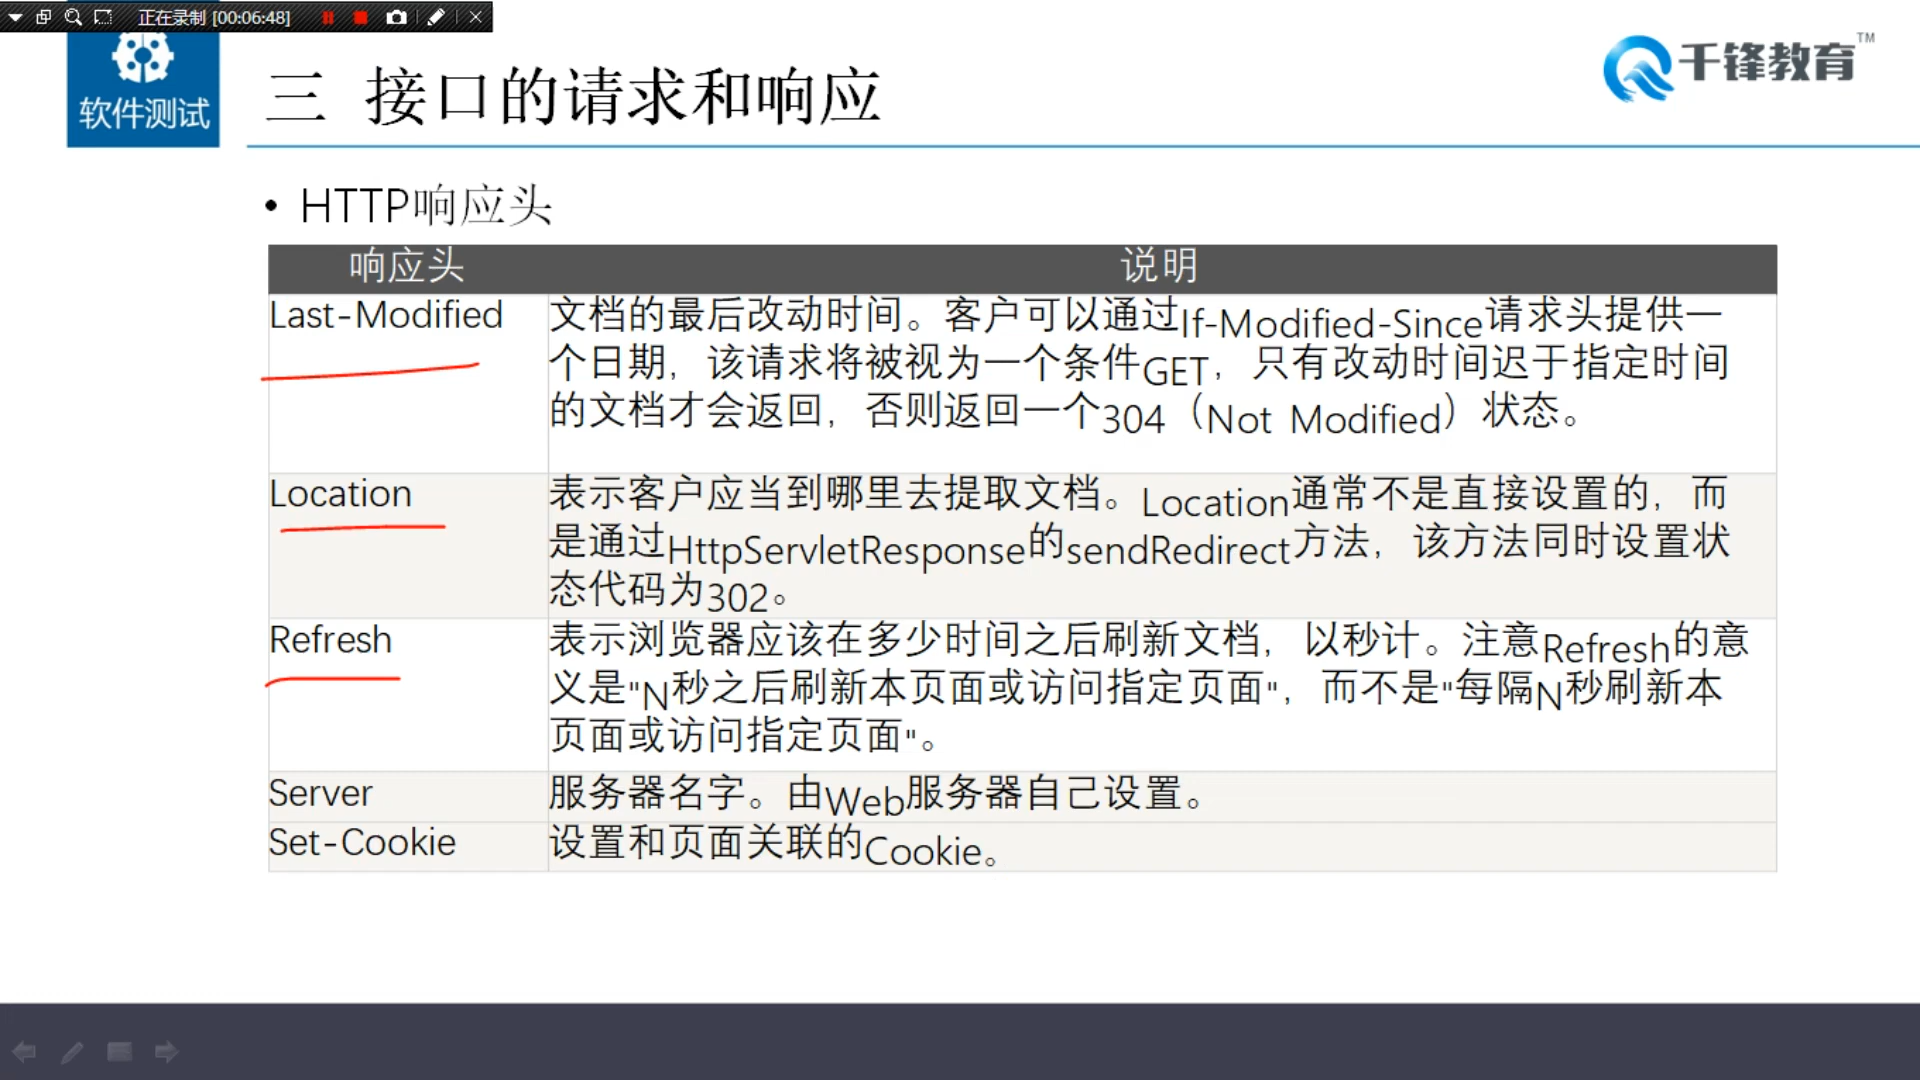 正在录制 [00:06:48]
软件测试
三 接口的请求和响应
千锋教育™
• HTTP响应头
响应头 说明
Last-Modified
文档的最后改动时间。客户可以通过If-Modified-Since请求头提供一
个日期，该请求将被视为一个条件GET，只有改动时间迟于指定时间
的文档才会返回，否则返回一个304（Not Modified）状态。
Location
表示客户应当到哪里去提取文档。Location通常不是直接设置的，而
是通过HttpServletResponse的sendRedirect方法，该方法同时设置状
态代码为302。
Refresh
表示浏览器应该在多少时间之后刷新文档，以秒计。注意Refresh的意
义是"N秒之后刷新本页面或访问指定页面"，而不是"每隔N秒刷新本
页面或访问指定页面"。
Server
服务器名字。由Web服务器自己设置。
Set-Cookie
设置和页面关联的Cookie。